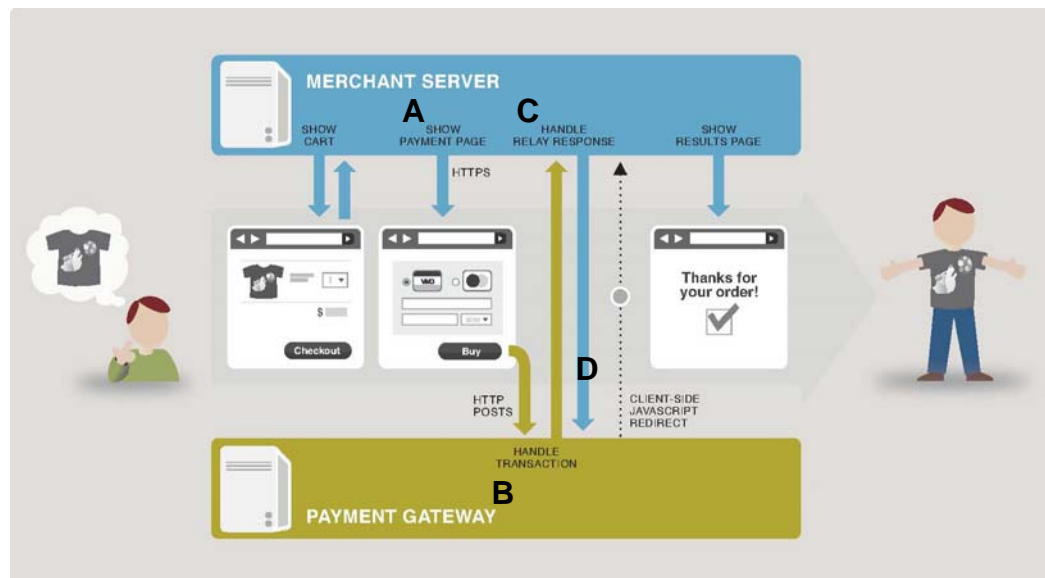 MERCHANT SERVER
A
C
SHOW
CART
SHOW
PAYMENT PAGE
HANDLE
RELAY RESPONSE
SHOW
RESULTS PAGE
HTTPS
Thanks for
your order!
$
Checkout
Buy
D
HTTP
POSTS
CLIENT-SIDE
JAVASCRIPT
REDIRECT
HANDLE
TRANSACTION
B
PAYMENT GATEWAY